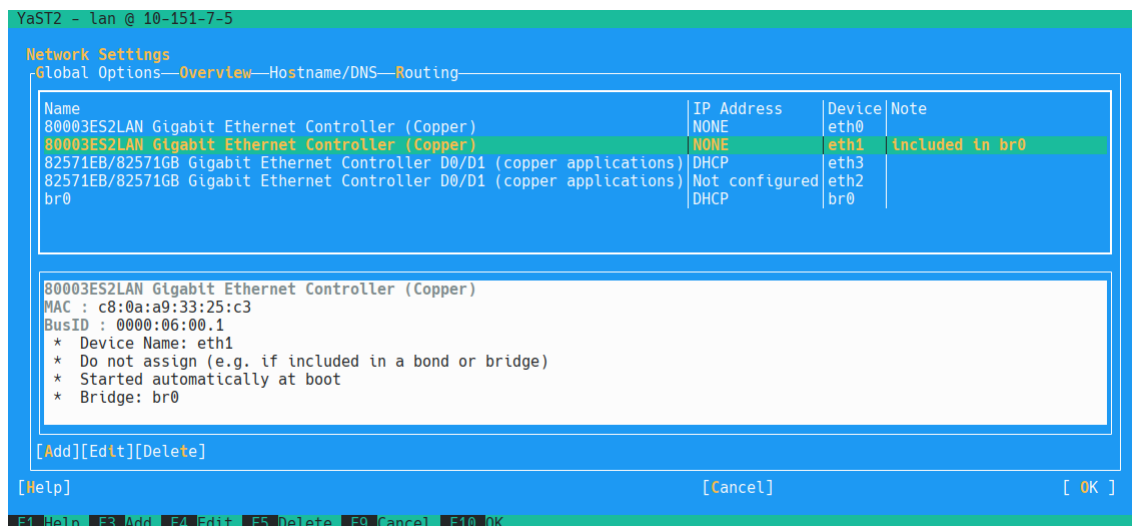 YaST2 - lan @ 10-151-7-5
Network Settings
Global Options Overview Hostname/DNS Routing
Name IP Address Device Note
80003ES2LAN Gigabit Ethernet Controller (Copper) NONE eth0
80003ES2LAN Gigabit Ethernet Controller (Copper) NONE eth1 included in br0
82571EB/82571GB Gigabit Ethernet Controller D0/D1 (copper applications) DHCP eth3
82571EB/82571GB Gigabit Ethernet Controller D0/D1 (copper applications) Not configured eth2
br0 DHCP br0
80003ES2LAN Gigabit Ethernet Controller (Copper)
MAC : c8:0a:a9:33:25:c3
BusID : 0000:06:00.1
* Device Name: eth1
* Do not assign (e.g. if included in a bond or bridge)
* Started automatically at boot
* Bridge: br0
[Add][Edit][Delete]
[Help] [Cancel] [ OK ]
F1 Help F3 Add F4 Edit F5 Delete F9 Cancel F10 OK